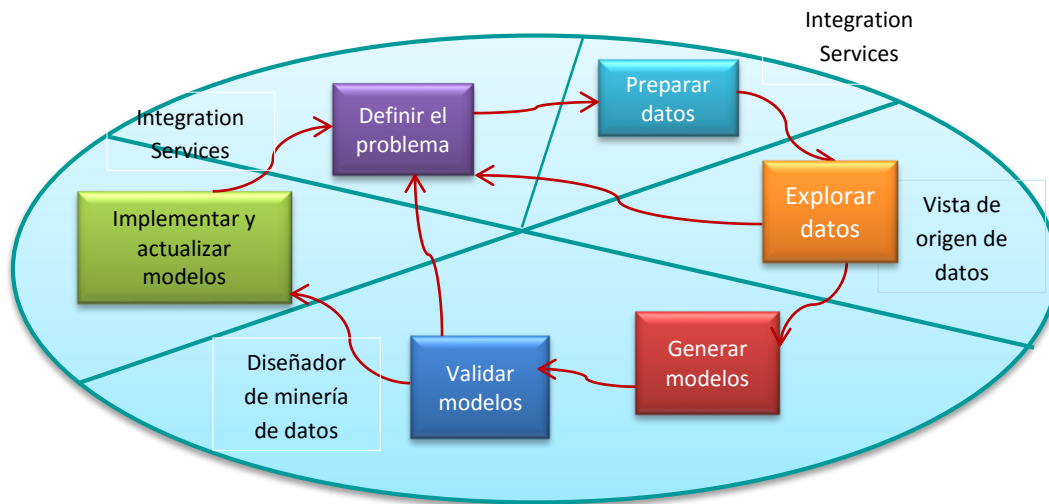 Integration
Services
Preparar
datos
Definir el
problema
Integration
Services
Explorar
datos
Implementar y
actualizar
modelos
Vista de
origen de
datos
Generar
modelos
Validar
modelos
Diseñador
de minería
de datos